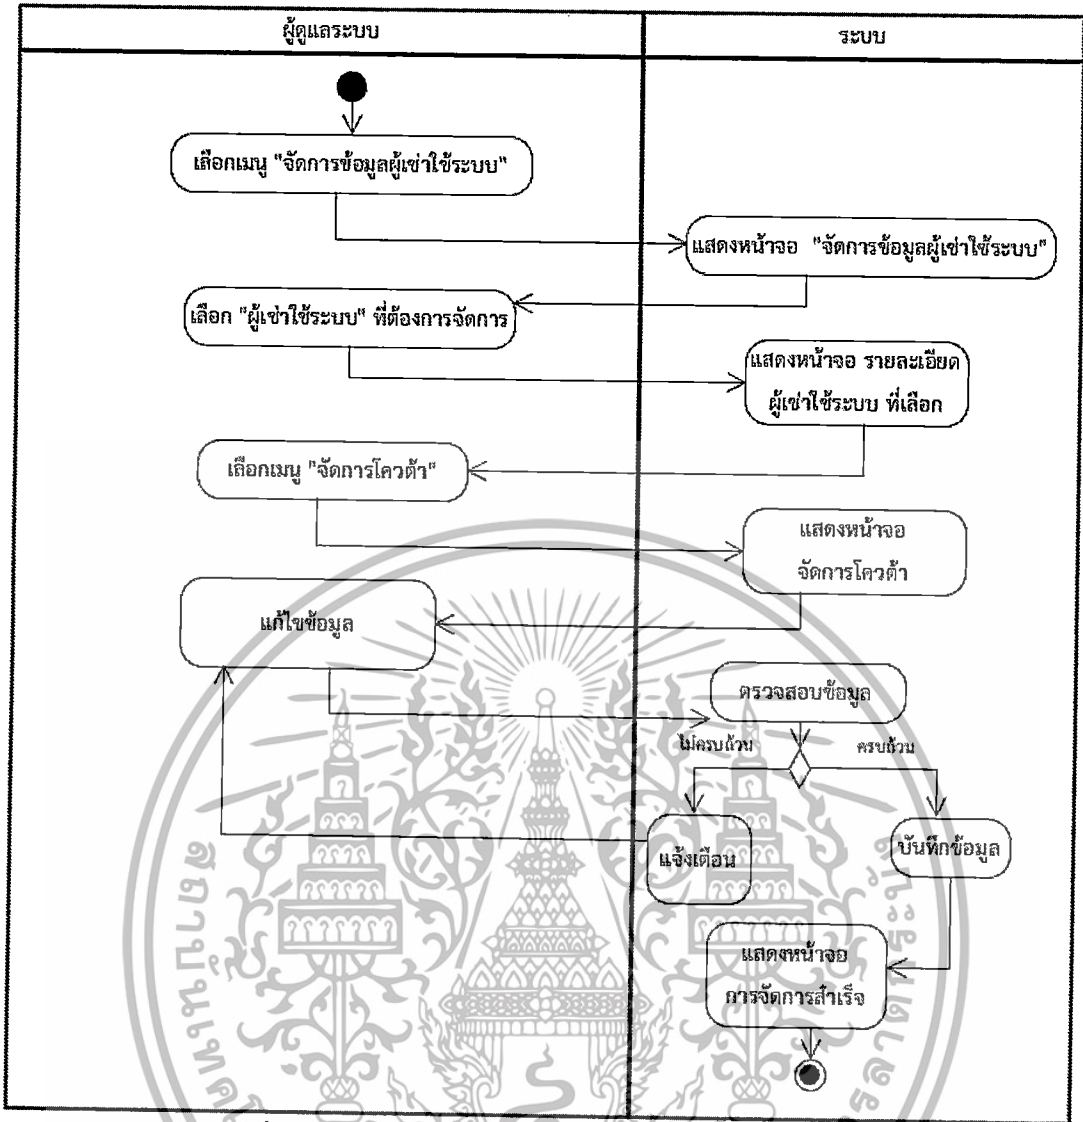 ผู้ดูแลระบบ
ระบบ
เลือกเมนู "จัดการข้อมูลผู้เช่าใช้ระบบ"
แสดงหน้าจอ "จัดการข้อมูลผู้เช่าใช้ระบบ"
เลือก "ผู้เช่าใช้ระบบ" ที่ต้องการจัดการ
แสดงหน้าจอ รายละเอียด
ผู้เช่าใช้ระบบ ที่เลือก
เลือกเมนู "จัดการโควต้า"
แสดงหน้าจอ
จัดการโควต้า
แก้ไขข้อมูล
ตรวจสอบข้อมูล
ไม่ครบถ้วน
ครบถ้วน
แจ้งเตือน
บันทึกข้อมูล
แสดงหน้าจอ
การจัดการสำเร็จ